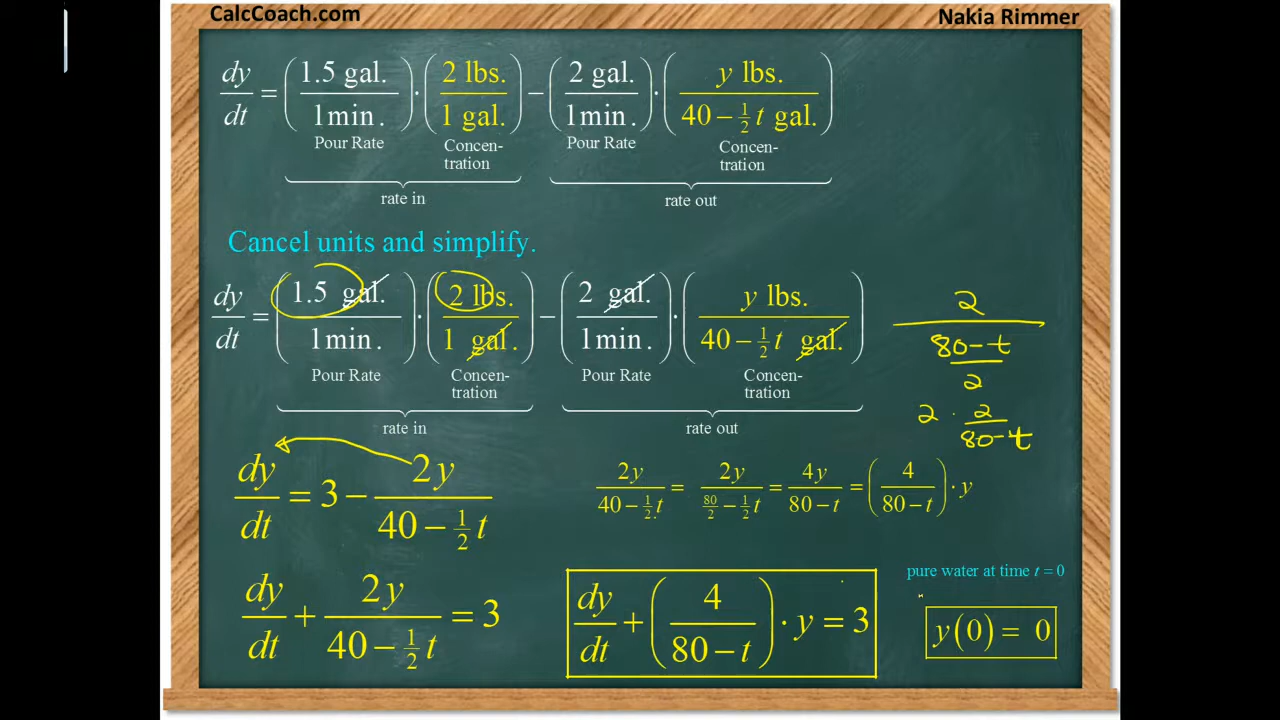 CalcCoach.com
Nakia Rimmer
dy/dt = (1.5 gal./1 min.) · (2 lbs./1 gal.) − (2 gal./1 min.) · (y lbs./40 − ½ t gal.)
Pour Rate Concen-tration Pour Rate Concen-tration
rate in rate out
Cancel units and simplify.
dy/dt = (1.5 gal./1 min.) · (2 lbs./1 gal.) − (2 gal./1 min.) · (y lbs./40 − ½ t gal.)
Pour Rate Concen-tration Pour Rate Concen-tration
rate in rate out
2/((80-t)/2)
2 · 2/(80-t)
dy/dt = 3 − 2y/(40 − ½ t)
2y/(40 − ½ t) = 2y/(80/2 − ½ t) = 4y/(80 − t) = (4/(80 − t)) · y
dy/dt + 2y/(40 − ½ t) = 3
dy/dt + (4/(80 − t)) · y = 3
pure water at time t = 0
y(0) = 0